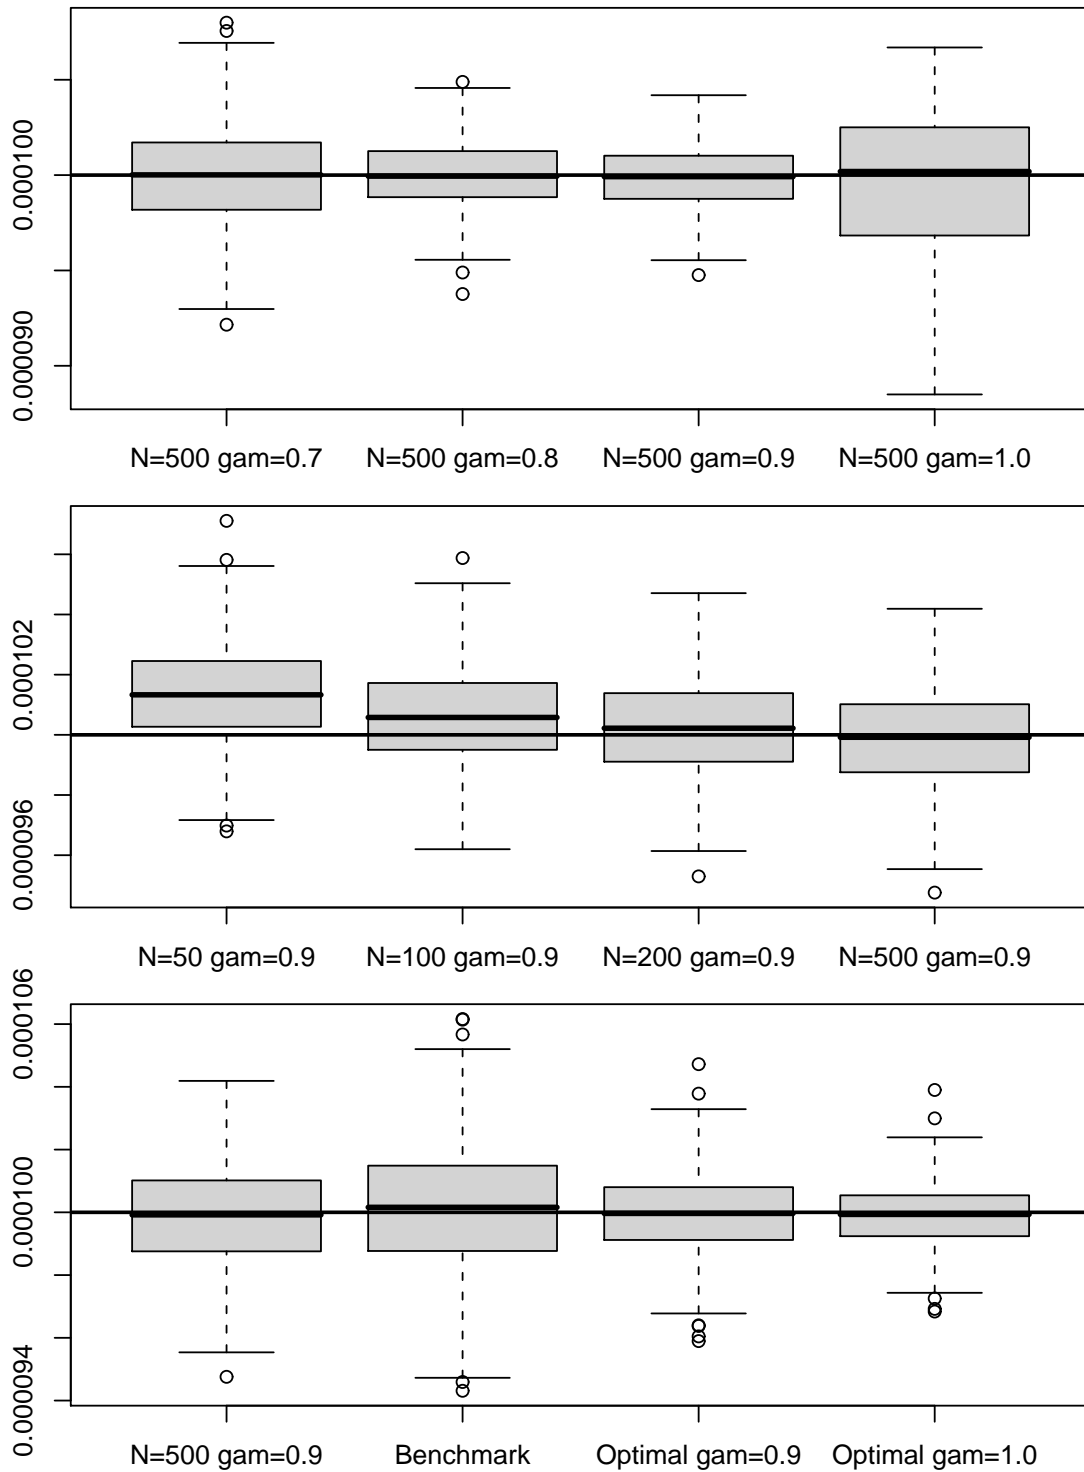 0.000100
0.000090
N=500 gam=0.7 N=500 gam=0.8 N=500 gam=0.9 N=500 gam=1.0
0.000102
0.000096
N=50 gam=0.9 N=100 gam=0.9 N=200 gam=0.9 N=500 gam=0.9
0.000106
0.000100
0.000094
N=500 gam=0.9 Benchmark Optimal gam=0.9 Optimal gam=1.0